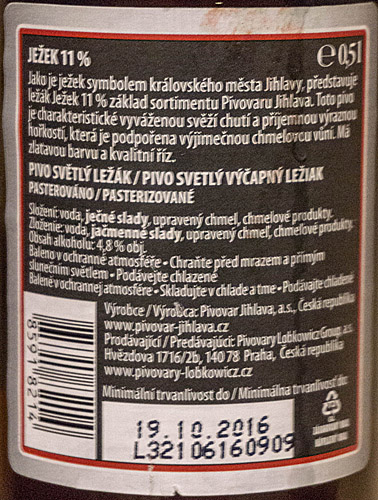 JEŽEK 11 %
℮ 0,5 l
Jako je ježek symbolem královského města Jihlavy, představuje
ležák Ježek 11 % základ sortimentu Pivovaru Jihlava. Toto pivo
je charakteristické vyváženou svěží chutí a příjemnou výraznou
hořkostí, která je podpořena výjimečnou chmelovou vůní. Má
zlatavou barvu a kvalitní říz.
PIVO SVĚTLÝ LEŽÁK / PIVO SVETLÝ VÝČAPNÝ LEŽIAK
PASTEROVÁNO / PASTERIZOVANÉ
Složení: voda, ječné slady, upravený chmel, chmelové produkty.
Zloženie: voda, jačmenné slady, upravený chmel, chmeľové produkty.
Obsah alkoholu: 4,8 % obj.
Baleno v ochranné atmosféře • Chraňte před mrazem a přímým
slunečním světlem • Podávejte chlazené
Balené v ochrannej atmosfére • Skladujte v chlade a tme • Podávajte chladené
Výrobce / Výrobca: Pivovar Jihlava, a.s., Česká republika
www.pivovar-jihlava.cz
Prodávající / Predávajúci: Pivovary Lobkowicz Group, a.s.
Hvězdova 1716/2b, 140 78 Praha, Česká republika
www.pivovary-lobkowicz.cz
Minimální trvanlivost do / Minimálna trvanlivosť do:
19.10.2016
L32106160909
8591 8214